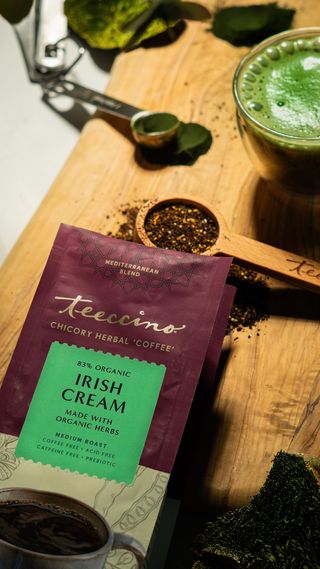 MEDITERRANEAN
BLEND
teeccino
CHICORY HERBAL 'COFFEE'
83% ORGANIC
IRISH
CREAM
MADE WITH
ORGANIC HERBS
MEDIUM ROAST
COFFEE FREE • ACID FREE
CAFFEINE FREE • PREBIOTIC